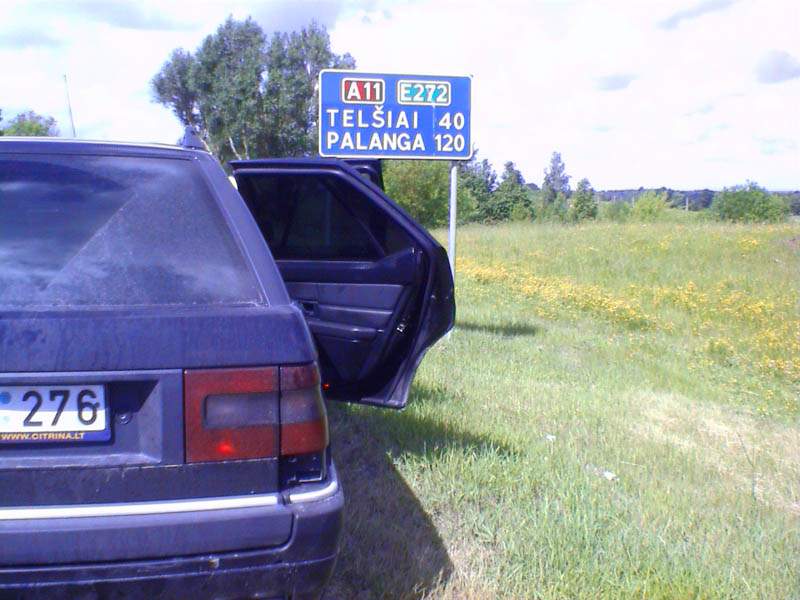 A11 E272
TELŠIAI 40
PALANGA 120
276
WWW.CITRINA.LT